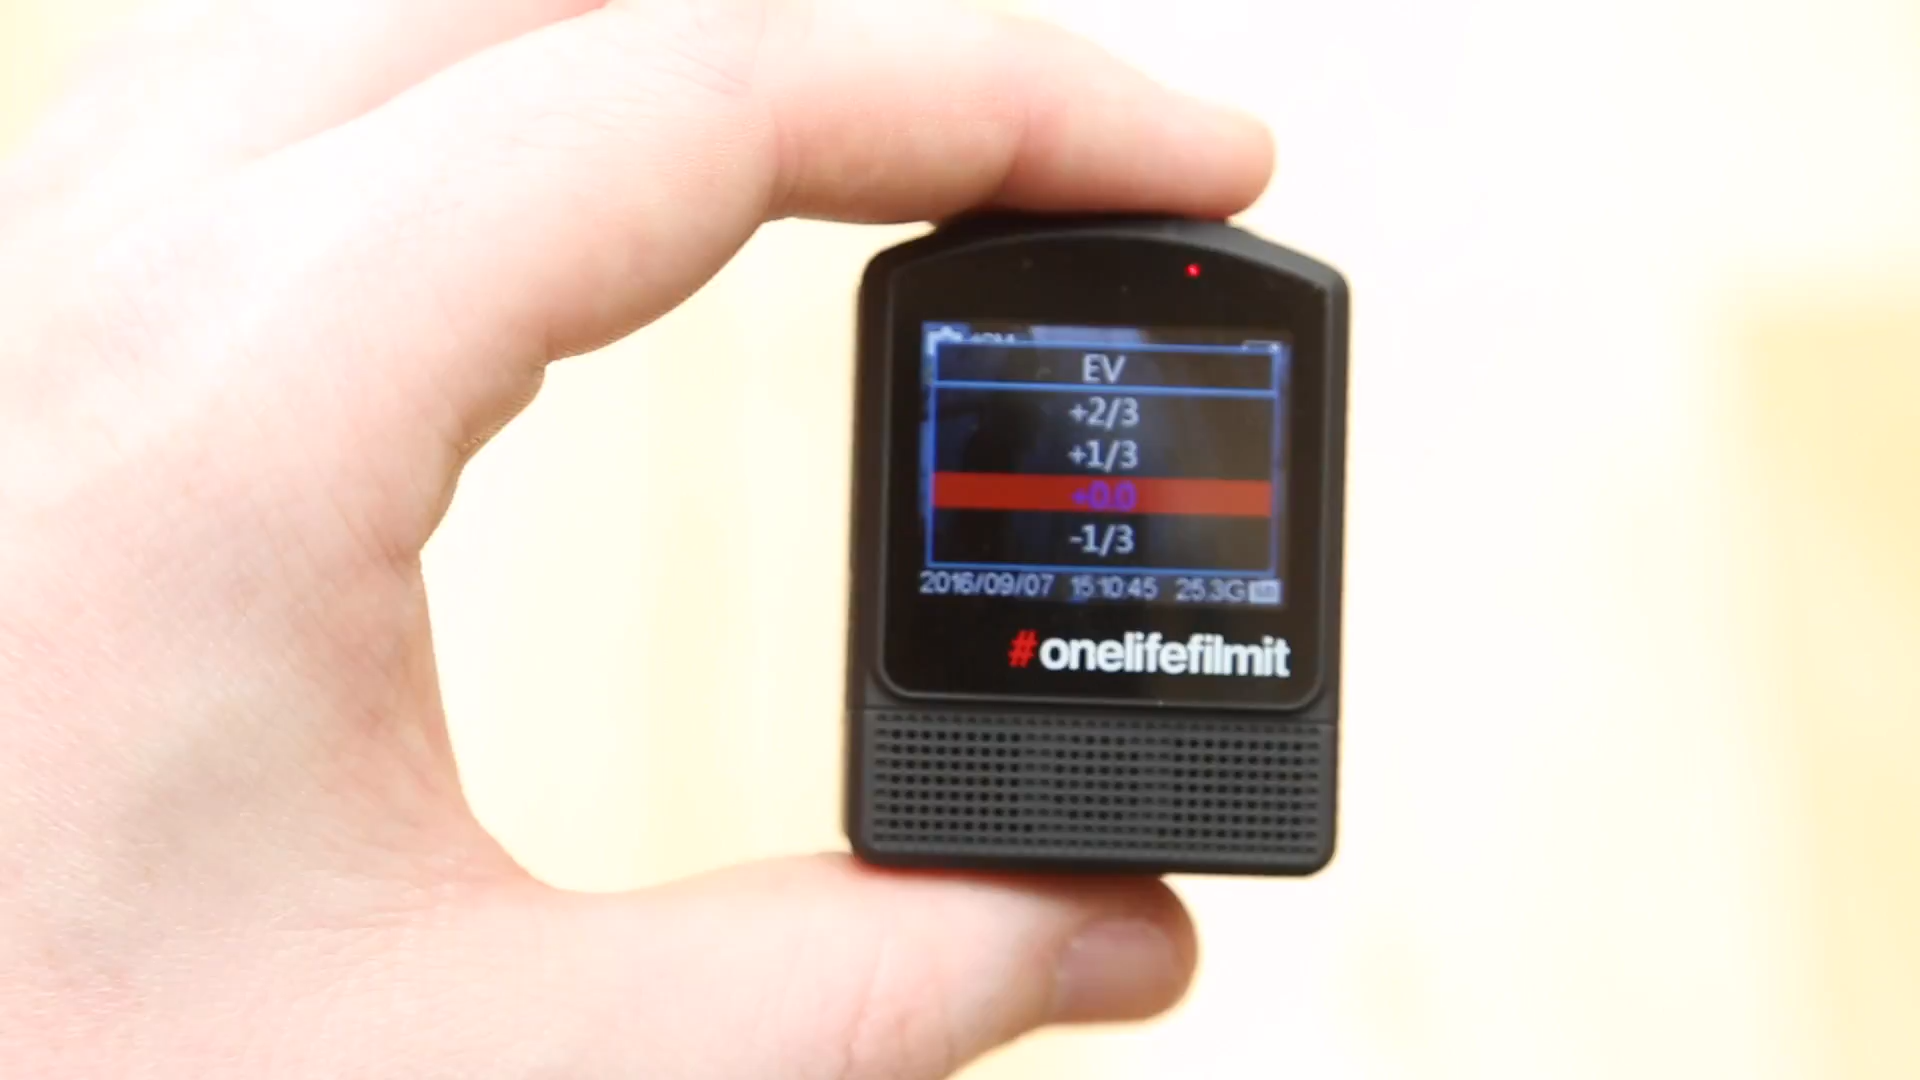 EV
+2/3
+1/3
+0.0
-1/3
2016/09/07 15:10:45 25.3G
#onelifefilmit